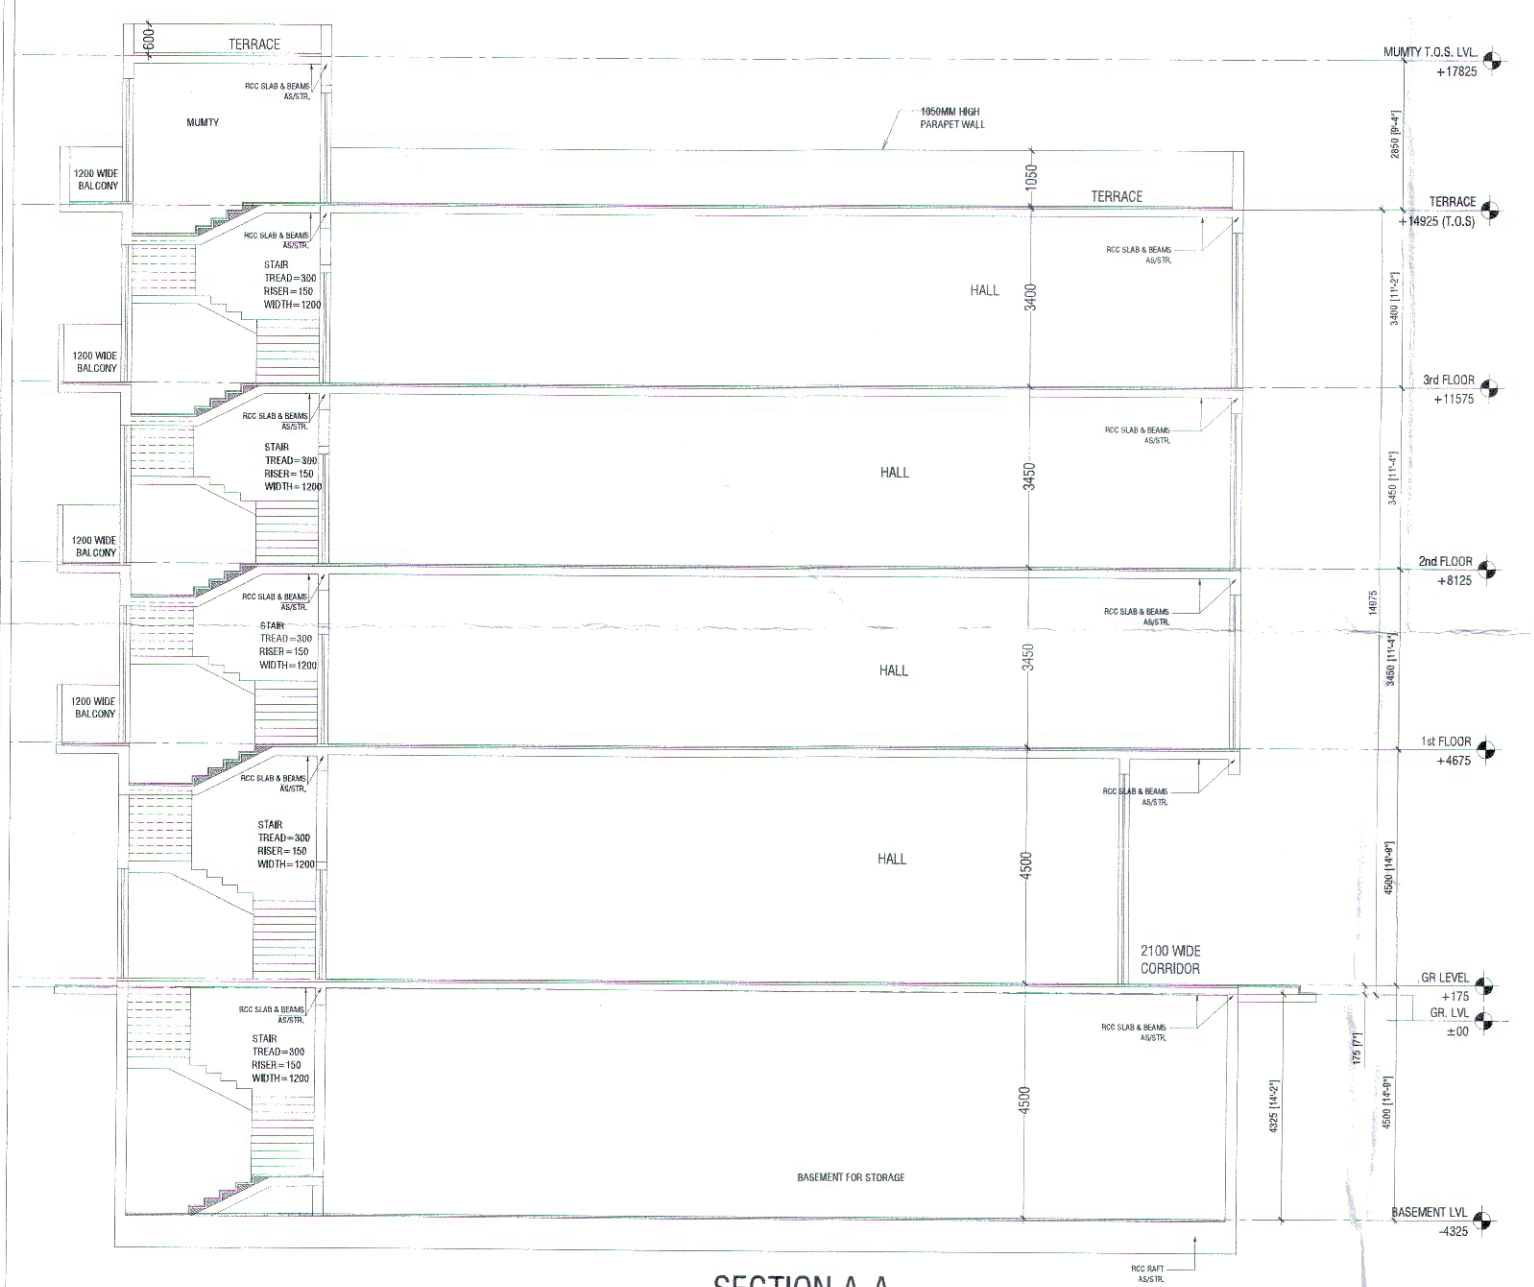 600
TERRACE
MUMTY T.O.S. LVL.
+17825
RCC SLAB & BEAMS
AS/STR.
MUMTY
1050MM HIGH
PARAPET WALL
2850 [9'-4"]
1200 WIDE
BALCONY
1050
TERRACE
TERRACE
+14925 (T.O.S)
RCC SLAB & BEAMS
AS/STR.
RCC SLAB & BEAMS
AS/STR.
STAIR
TREAD=300
RISER=150
WIDTH=1200
HALL
3400
3400 [11'-2"]
1200 WIDE
BALCONY
3rd FLOOR
+11575
RCC SLAB & BEAMS
AS/STR.
RCC SLAB & BEAMS
AS/STR.
STAIR
TREAD=300
RISER=150
WIDTH=1200
HALL
3450
3450 [11'-4"]
1200 WIDE
BALCONY
2nd FLOOR
+8125
RCC SLAB & BEAMS
AS/STR.
RCC SLAB & BEAMS
AS/STR.
14975
STAIR
TREAD=300
RISER=150
WIDTH=1200
HALL
3450
3450 [11'-4"]
1200 WIDE
BALCONY
1st FLOOR
+4675
RCC SLAB & BEAMS
AS/STR.
RCC SLAB & BEAMS
AS/STR.
STAIR
TREAD=300
RISER=150
WIDTH=1200
HALL
4500
4500 [14'-9"]
2100 WIDE
CORRIDOR
GR LEVEL
+175
GR. LVL
±00
RCC SLAB & BEAMS
AS/STR.
RCC SLAB & BEAMS
AS/STR.
175 [7"]
STAIR
TREAD=300
RISER=150
WIDTH=1200
4500
4325 [14'-2"]
4500 [14'-9"]
BASEMENT FOR STORAGE
BASEMENT LVL
-4325
RCC RAFT
AS/STR.
SECTION A-A